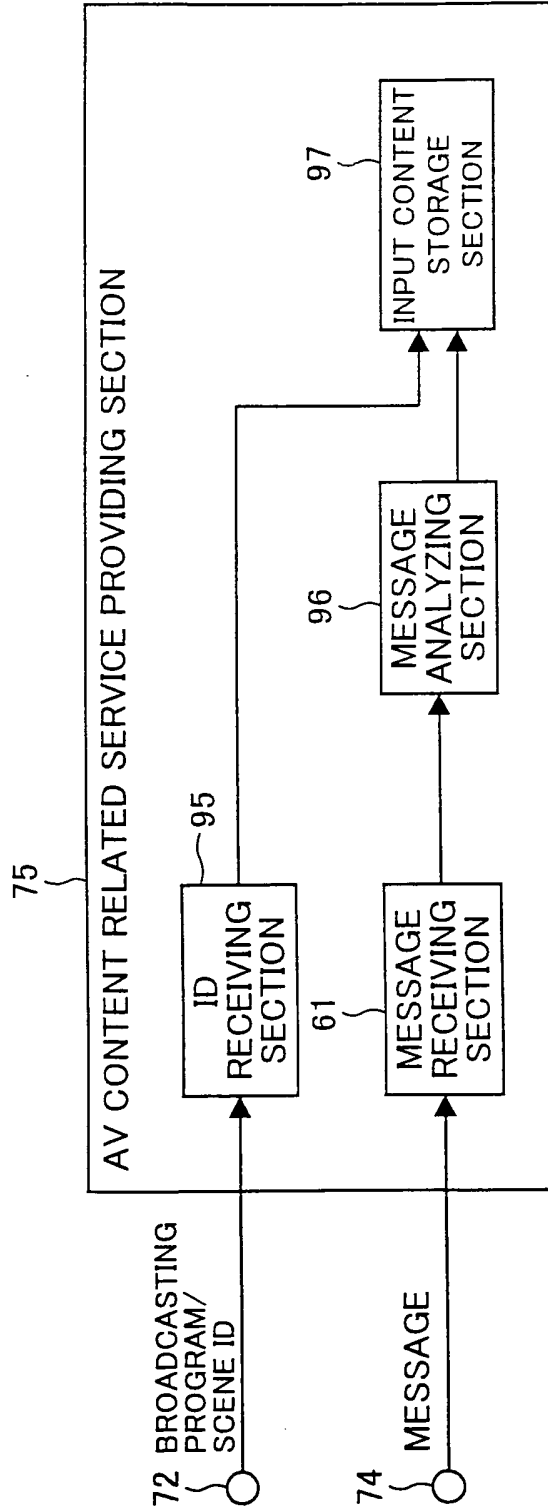 75
AV CONTENT RELATED SERVICE PROVIDING SECTION
72
BROADCASTING
PROGRAM/
SCENE ID
95
ID
RECEIVING
SECTION
97
INPUT CONTENT
STORAGE
SECTION
74
MESSAGE
61
MESSAGE
RECEIVING
SECTION
96
MESSAGE
ANALYZING
SECTION